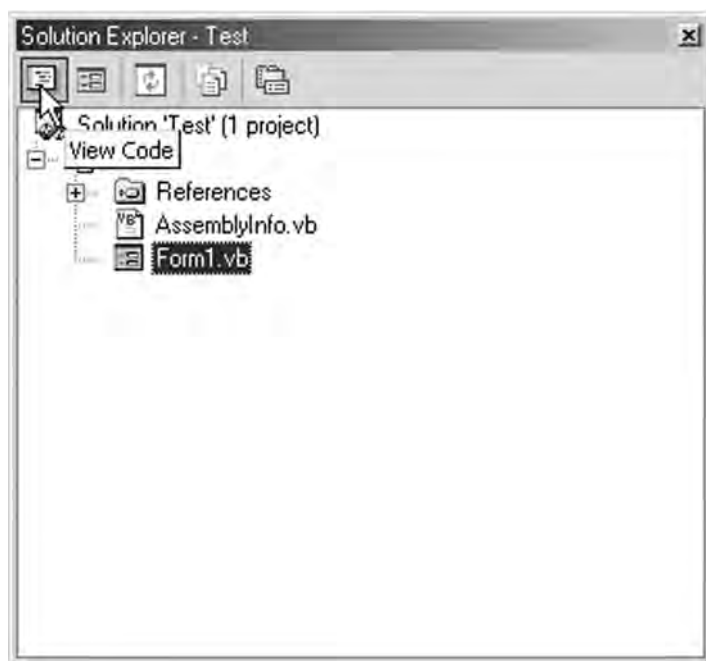 Solution Explorer - Test
Solution 'Test' (1 project)
View Code
References
AssemblyInfo.vb
Form1.vb